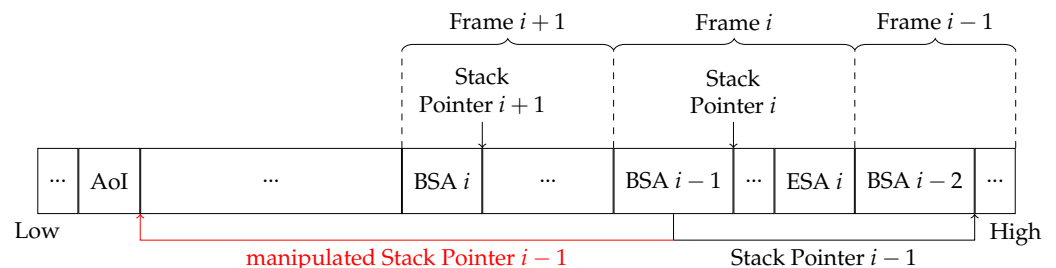 Frame i + 1 Frame i Frame i − 1
Stack Pointer i + 1
Stack Pointer i
... AoI ... BSA i ... BSA i − 1 ... ESA i BSA i − 2 ...
Low High
manipulated Stack Pointer i − 1 Stack Pointer i − 1